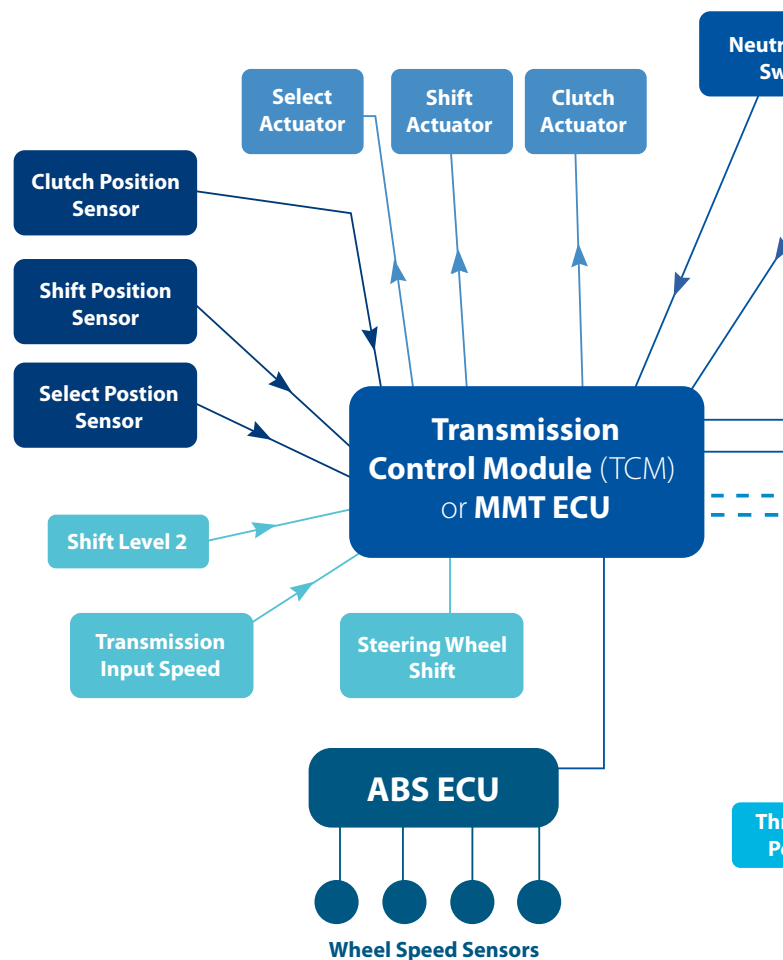 Select
Actuator
Shift
Actuator
Clutch
Actuator
Clutch Position
Sensor
Shift Position
Sensor
Select Postion
Sensor
Transmission
Control Module (TCM)
or MMT ECU
Shift Level 2
Transmission
Input Speed
Steering Wheel
Shift
ABS ECU
Wheel Speed Sensors